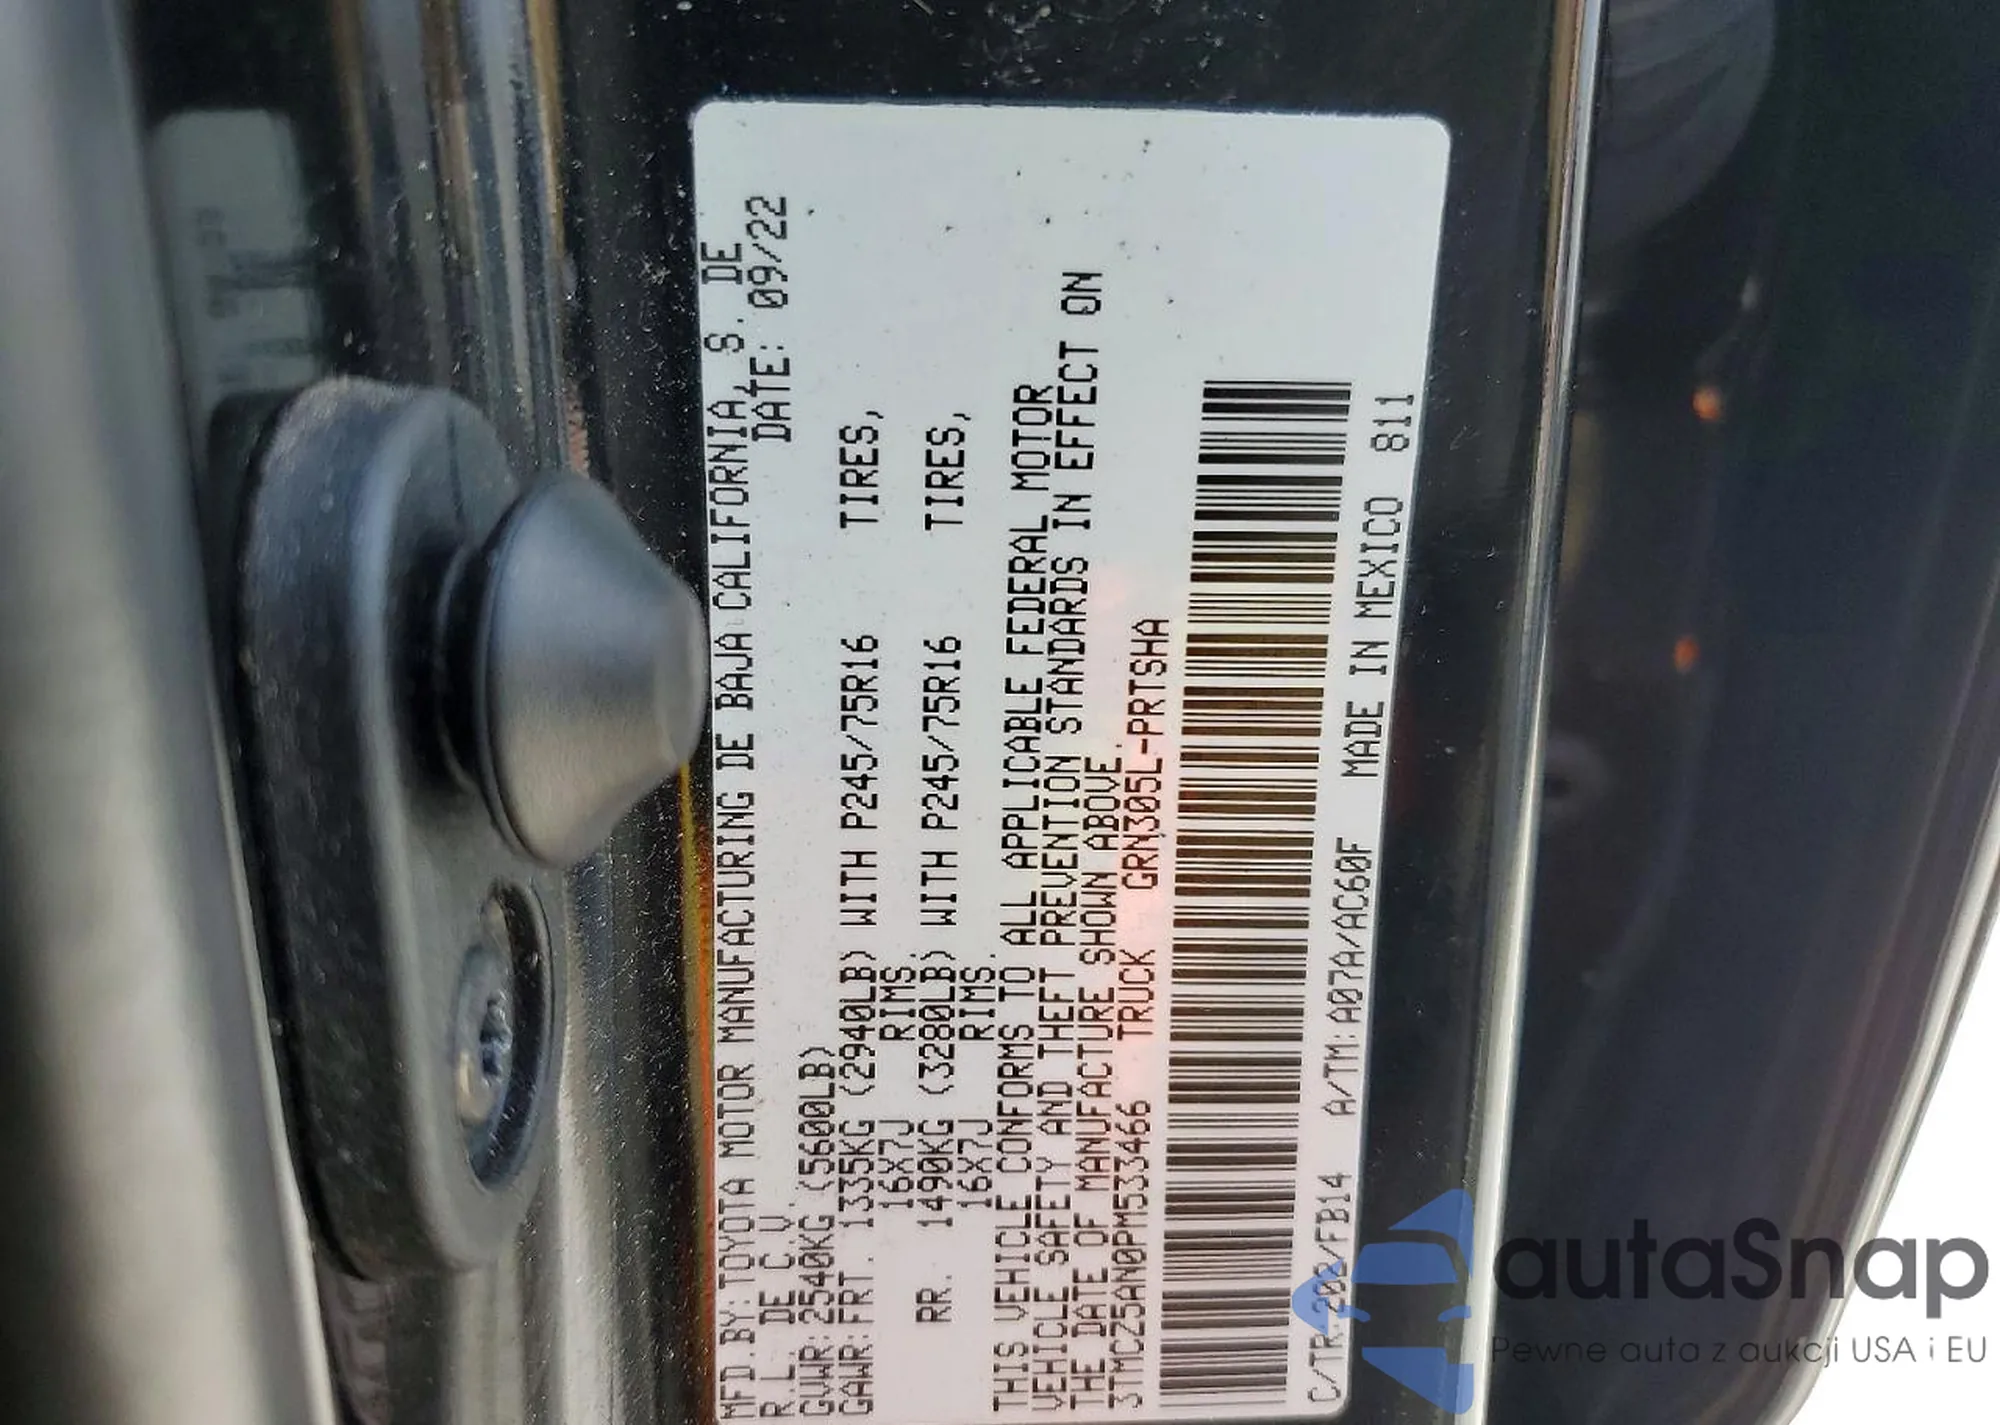 MFD.BY: TOYOTA MOTOR MANUFACTURING DE BAJA CALIFORNIA, S. DE
R.L. DE C.V. DATE: 09/22
GVWR: 2540KG (5600LB)
GAWR: FRT. 1335KG (2940LB) WITH P245/75R16 TIRES,
16X7J RIMS.
RR. 1490KG (3280LB) WITH P245/75R16 TIRES,
16X7J RIMS.
THIS VEHICLE CONFORMS TO ALL APPLICABLE FEDERAL MOTOR
VEHICLE SAFETY AND THEFT PREVENTION STANDARDS IN EFFECT ON
THE DATE OF MANUFACTURE SHOWN ABOVE.
3TMCZ5AN0PM533466 TRUCK GRN305L-PRTSHA
C/TR:202/FB14 A/TM:A07A/AC60F MADE IN MEXICO 811
autaSnap
Pewne auta z aukcji USA i EU